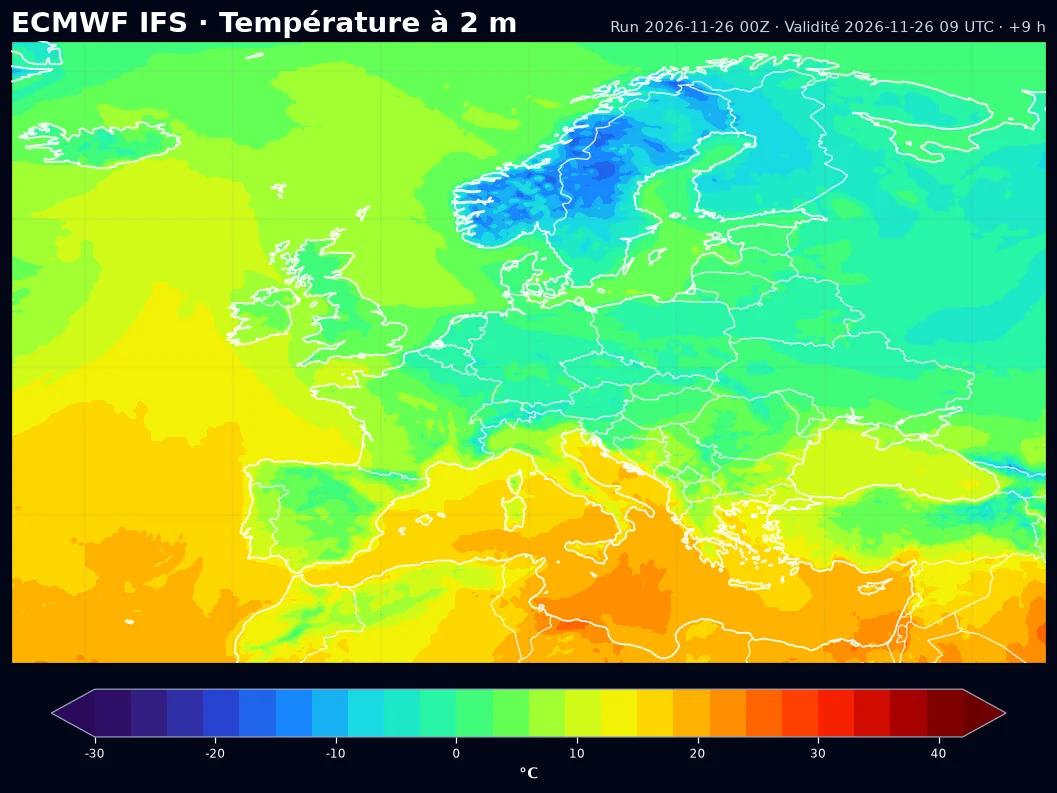 ECMWF IFS · Température à 2 m
Run 2026-11-26 00Z · Validité 2026-11-26 09 UTC · +9 h
-30 -20 -10 0 10 20 30 40
°C